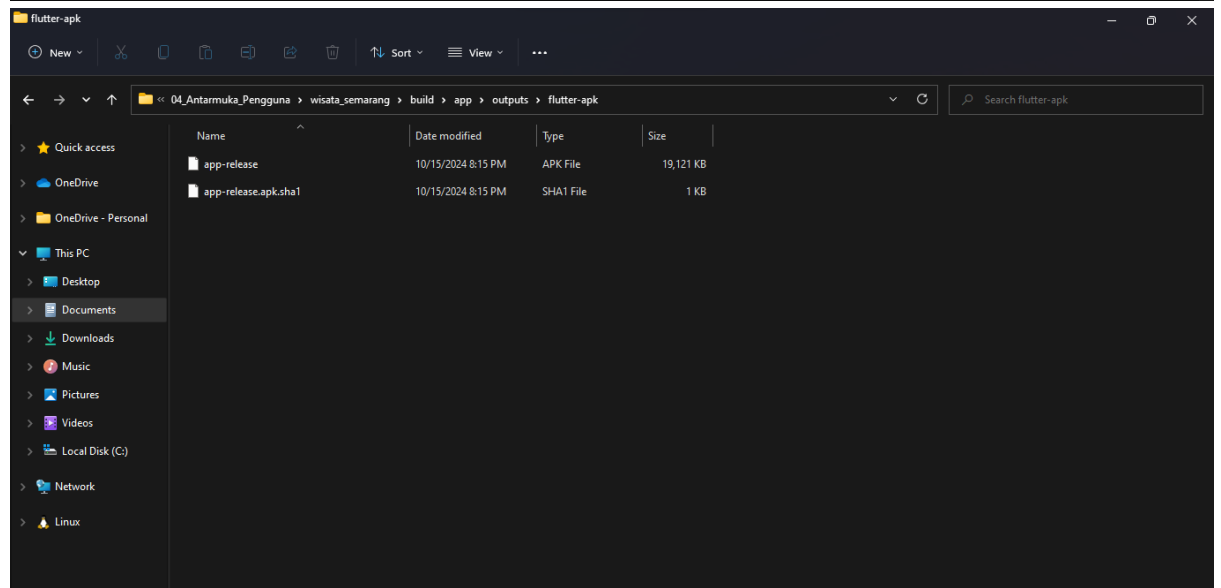 flutter-apk
New
Sort
View
04_Antarmuka_Pengguna > wisata_semarang > build > app > outputs > flutter-apk
Search flutter-apk
Name Date modified Type Size
app-release 10/15/2024 8:15 PM APK File 19,121 KB
app-release.apk.sha1 10/15/2024 8:15 PM SHA1 File 1 KB
Quick access
OneDrive
OneDrive - Personal
This PC
Desktop
Documents
Downloads
Music
Pictures
Videos
Local Disk (C:)
Network
Linux